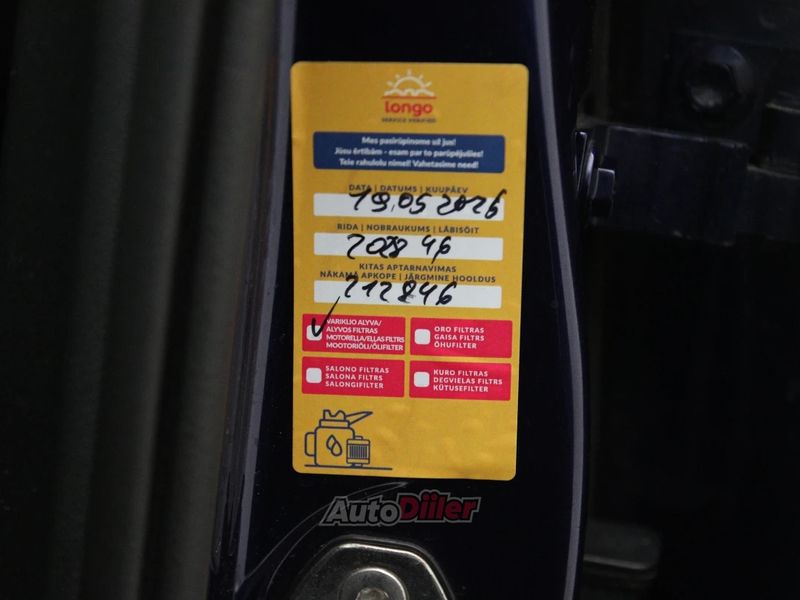 longo
Mes pasirūpinome už jus!
Jūsu ērtībām - esam par to parūpējušies!
Teie rahulolu nimel! Vahetasime need!
DATA | DATUMS | KUUPÄEV
19.05 2026
RIDA | NOBRAUKUMS | LÄBISÕIT
202846
KITAS APTARNAVIMAS
NĀKAMĀ APKOPE | JÄRGMINE HOOLDUS
212846
VARIKLIO ALYVA/
ALYVOS FILTRAS
MOTORELLA/EĻĻAS FILTRS
MOOTORIÕLI/ÕLIFILTER
ORO FILTRAS
GAISA FILTRS
ÕHUFILTER
SALONO FILTRAS
SALONA FILTRS
SALONGIFILTER
KURO FILTRAS
DEGVIELAS FILTRS
KÜTUSEFILTER
AutoDiiler